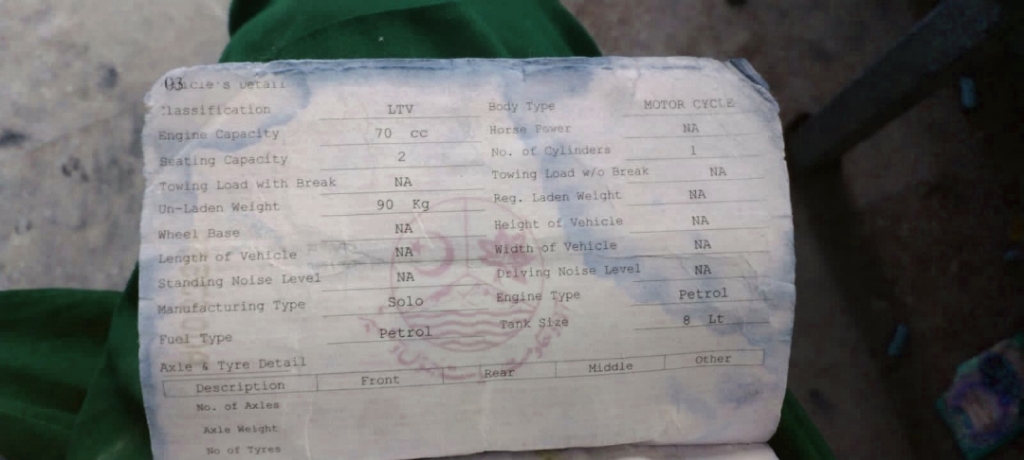 03
Vehicle's Detail
Classification LTV Body Type MOTOR CYCLE
Engine Capacity 70 cc Horse Power NA
Seating Capacity 2 No. of Cylinders 1
Towing Load with Break NA Towing Load w/o Break NA
Un-Laden Weight 90 Kg Reg. Laden Weight NA
Wheel Base NA Height of Vehicle NA
Length of Vehicle NA Width of Vehicle NA
Standing Noise Level NA Driving Noise Level NA
Manufacturing Type Solo Engine Type Petrol
Fuel Type Petrol Tank Size 8 Lt
Axle & Tyre Detail
Description Front Rear Middle Other
No. of Axles
Axle Weight
No of Tyres